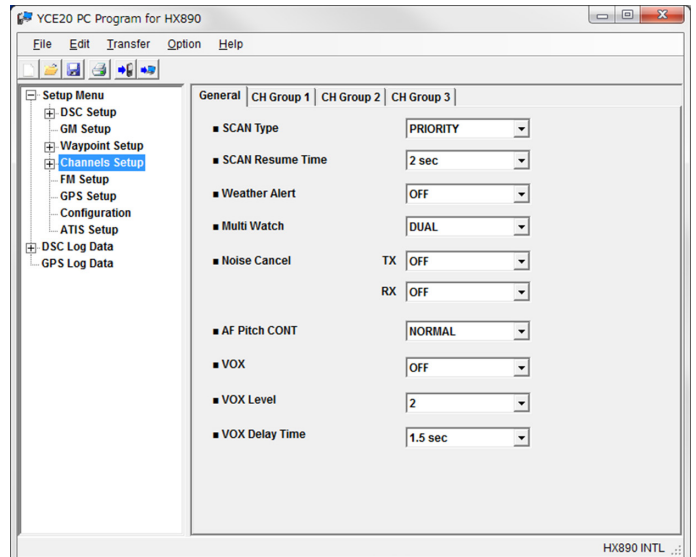 YCE20 PC Program for HX890
File Edit Transfer Option Help
Setup Menu
DSC Setup
GM Setup
Waypoint Setup
Channels Setup
FM Setup
GPS Setup
Configuration
ATIS Setup
DSC Log Data
GPS Log Data
General CH Group 1 CH Group 2 CH Group 3
■ SCAN Type PRIORITY
■ SCAN Resume Time 2 sec
■ Weather Alert OFF
■ Multi Watch DUAL
■ Noise Cancel TX OFF
RX OFF
■ AF Pitch CONT NORMAL
■ VOX OFF
■ VOX Level 2
■ VOX Delay Time 1.5 sec
HX890 INTL